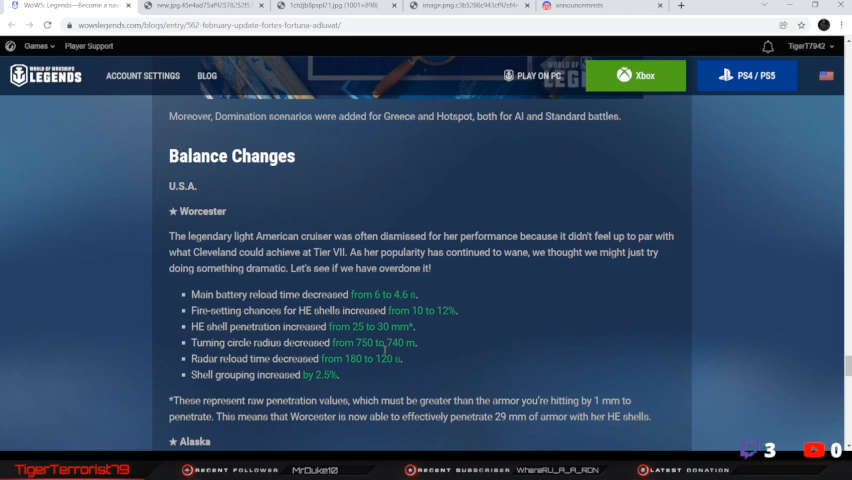 WoWS: Legends—Become a nav
new.jpg.45e4ad75af92578252f5.
1ctdjb8pspl21.jpg (1001×898)
image.png.c3b5286c943cf92cf4
announcements
wowslegends.com/blogs/entry/562-february-update-fortes-fortuna-adiuvat/
Games
Player Support
TigerT7942
WORLD OF WARSHIPS
LEGENDS
ACCOUNT SETTINGS
BLOG
PLAY ON PC
Xbox
PS4 / PS5
Moreover, Domination scenarios were added for Greece and Hotspot, both for AI and Standard battles.
Balance Changes
U.S.A.
★ Worcester
The legendary light American cruiser was often dismissed for her performance because it didn't feel up to par with
what Cleveland could achieve at Tier VII. As her popularity has continued to wane, we thought we might just try
doing something dramatic. Let's see if we have overdone it!
Main battery reload time decreased from 6 to 4.6 s.
Fire-setting chances for HE shells increased from 10 to 12%.
HE shell penetration increased from 25 to 30 mm*.
Turning circle radius decreased from 750 to 740 m.
Radar reload time decreased from 180 to 120 s.
Shell grouping increased by 2.5%.
*These represent raw penetration values, which must be greater than the armor you're hitting by 1 mm to
penetrate. This means that Worcester is now able to effectively penetrate 29 mm of armor with her HE shells.
★ Alaska
3
0
TigerTerrorist79
RECENT FOLLOWER
MrDuke10
RECENT SUBSCRIBER
WhereRU_A_A_RON
LATEST DONATION